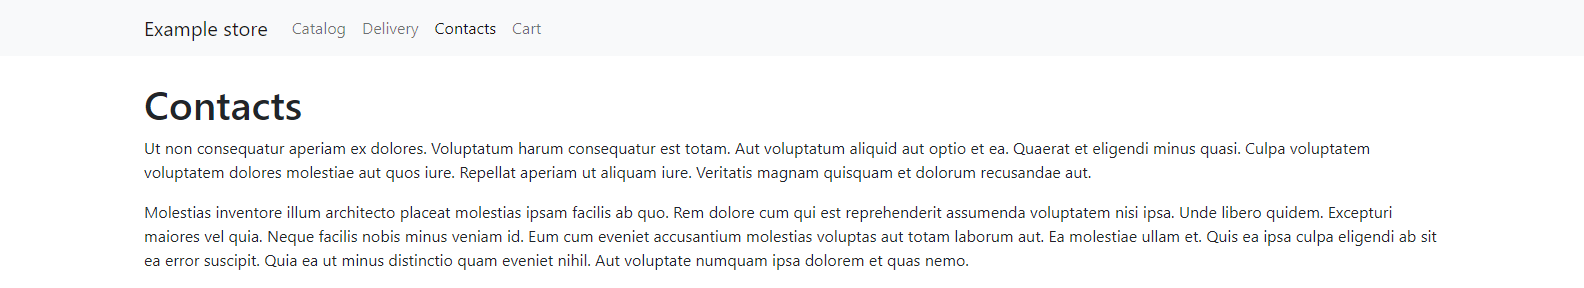 Example store Catalog Delivery Contacts Cart
Contacts
Ut non consequatur aperiam ex dolores. Voluptatum harum consequatur est totam. Aut voluptatum aliquid aut optio et ea. Quaerat et eligendi minus quasi. Culpa voluptatem
voluptatem dolores molestiae aut quos iure. Repellat aperiam ut aliquam iure. Veritatis magnam quisquam et dolorum recusandae aut.
Molestias inventore illum architecto placeat molestias ipsam facilis ab quo. Rem dolore cum qui est reprehenderit assumenda voluptatem nisi ipsa. Unde libero quidem. Excepturi
maiores vel quia. Neque facilis nobis minus veniam id. Eum cum eveniet accusantium molestias voluptas aut totam laborum aut. Ea molestiae ullam et. Quis ea ipsa culpa eligendi ab sit
ea error suscipit. Quia ea ut minus distinctio quam eveniet nihil. Aut voluptate numquam ipsa dolorem et quas nemo.